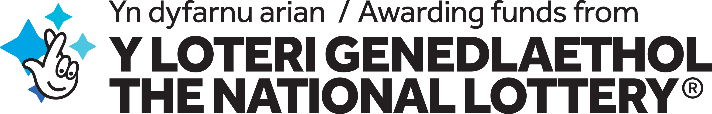 Yn dyfarnu arian / Awarding funds from
Y LOTERI GENEDLAETHOL
THE NATIONAL LOTTERY®